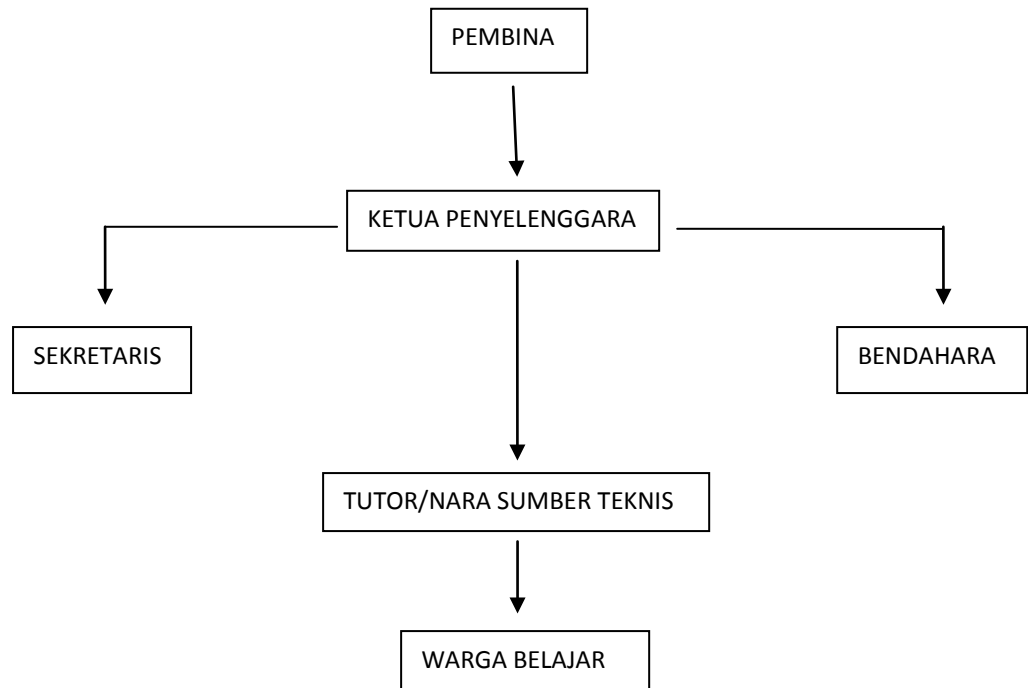 PEMBINA
KETUA PENYELENGGARA
SEKRETARIS
BENDAHARA
TUTOR/NARA SUMBER TEKNIS
WARGA BELAJAR